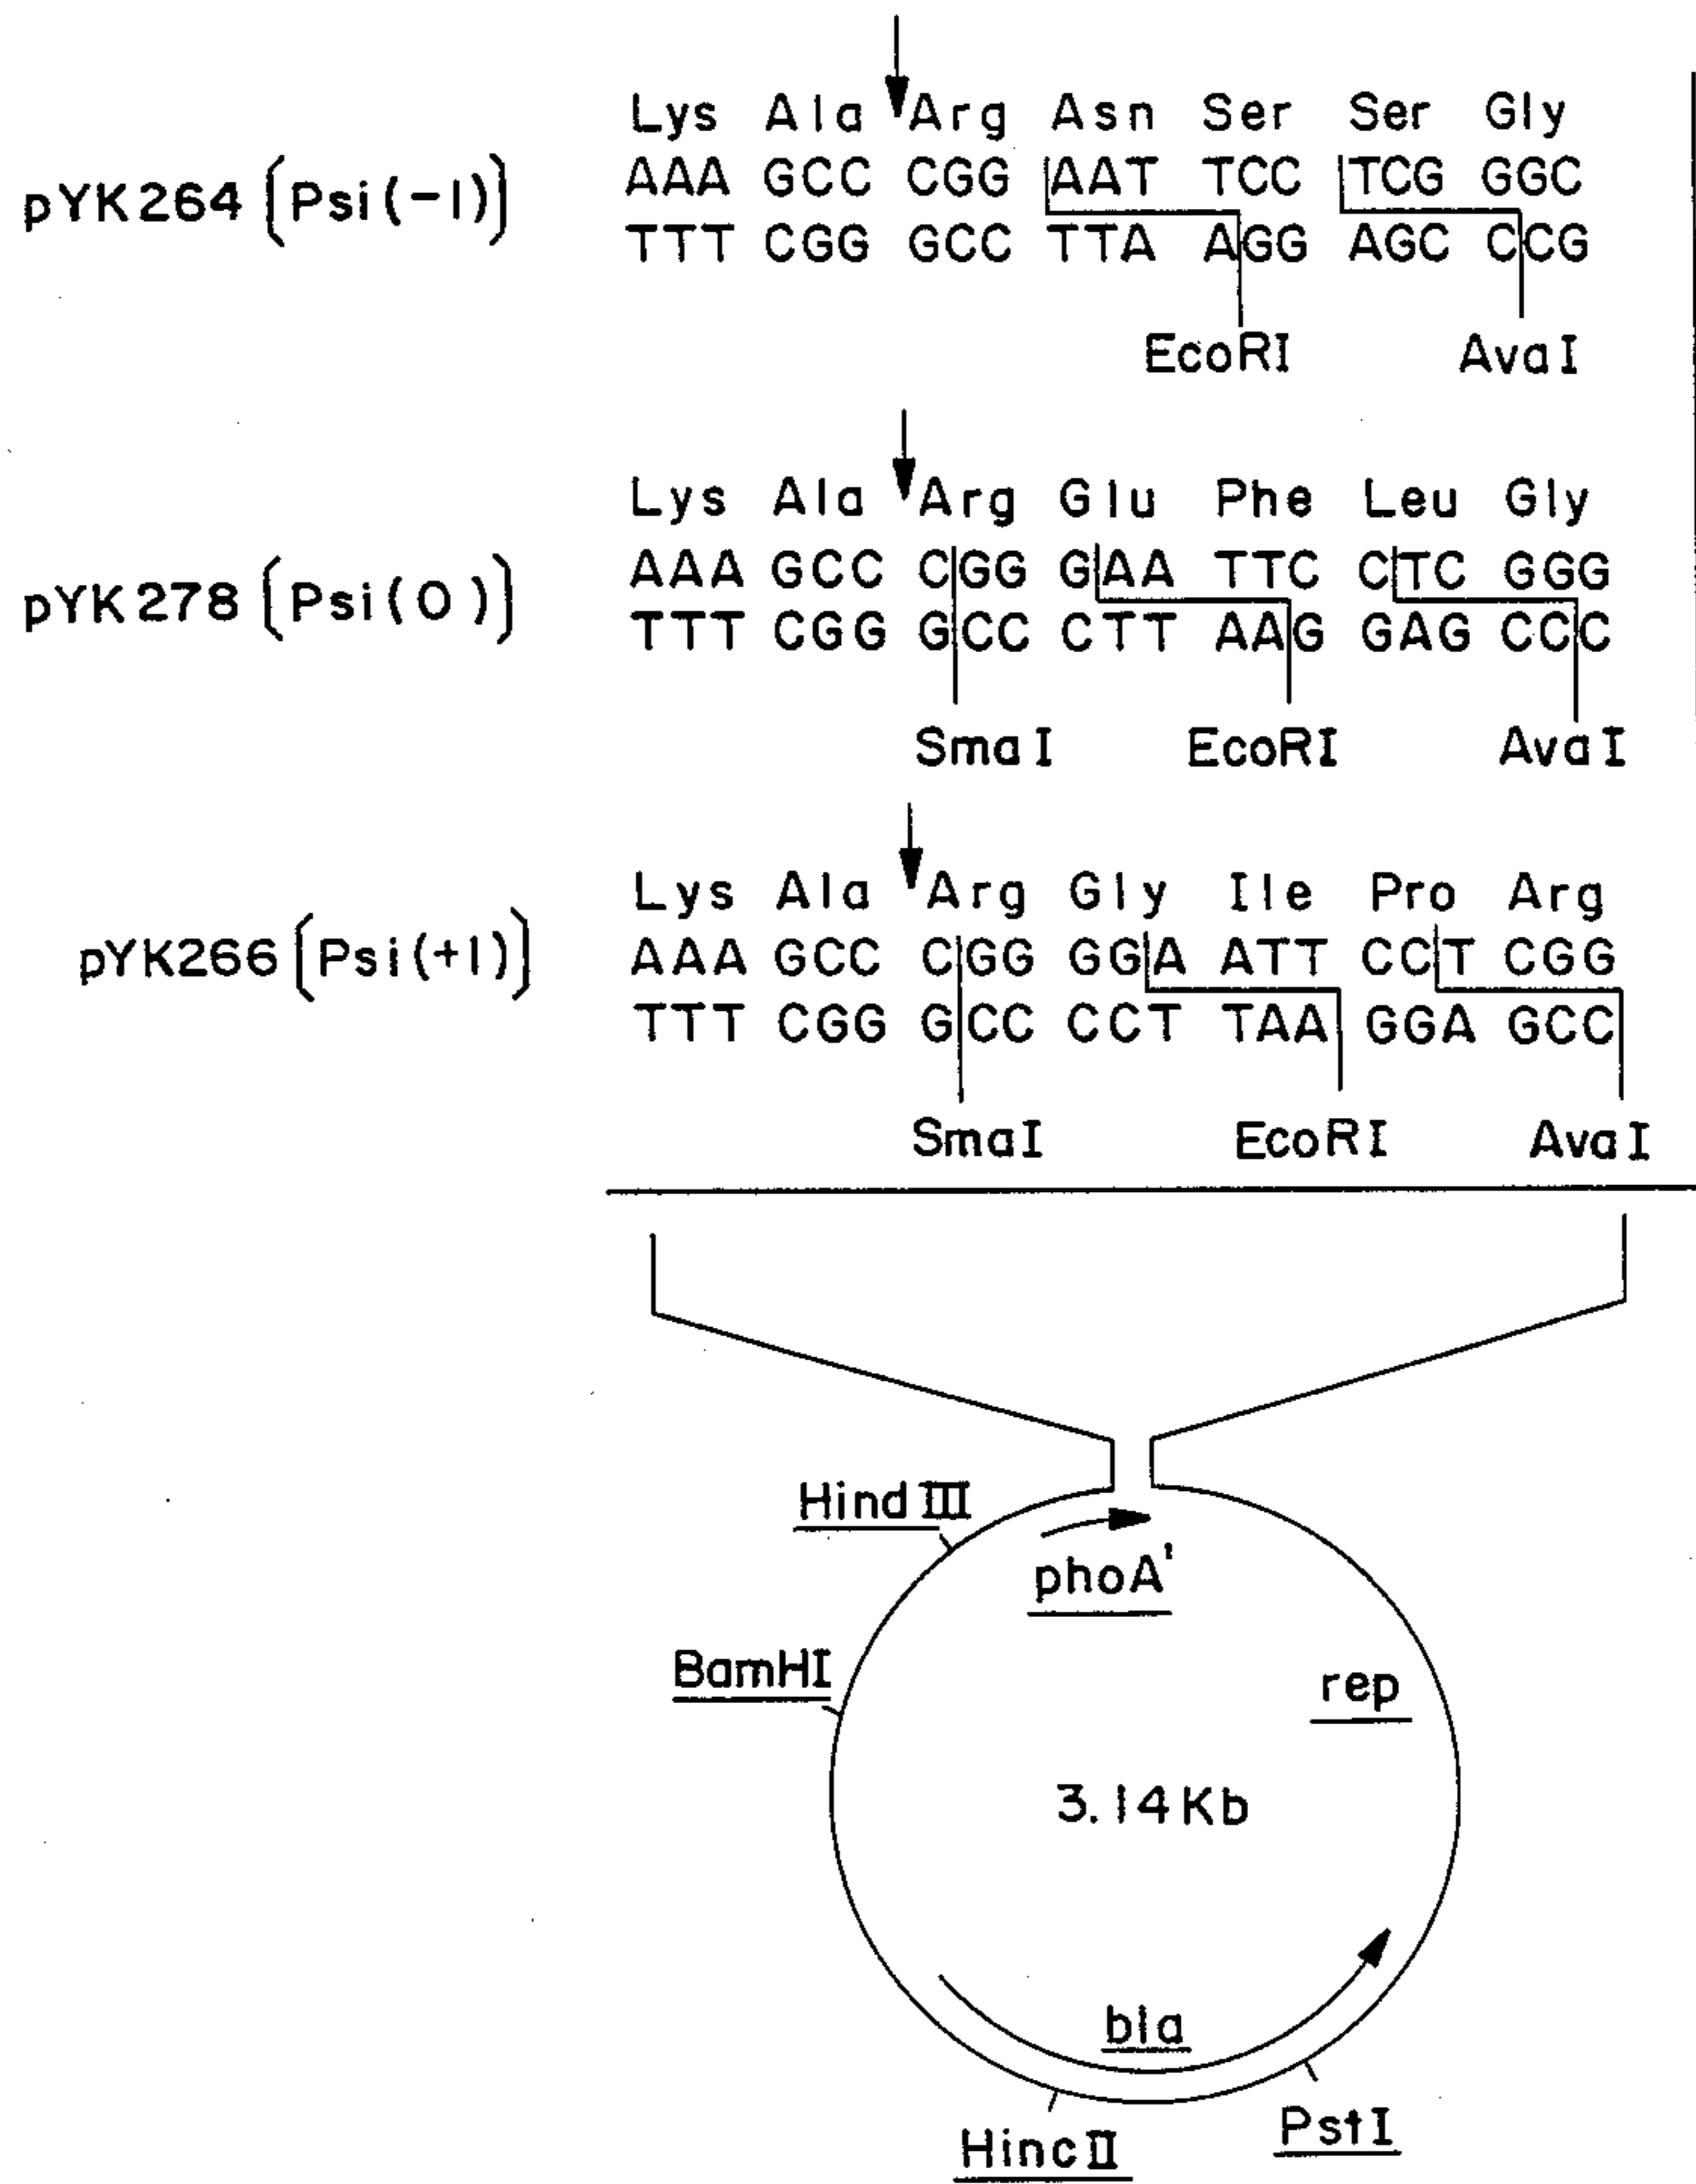 Lys Ala Arg Asn Ser Ser Gly
pYK264 [Psi(-1)]
AAA GCC CGG AAT TCC TCG GGC
TTT CGG GCC TTA AGG AGC CCG
EcoRI AvaI
Lys Ala Arg Glu Phe Leu Gly
pYK278 [Psi(0)]
AAA GCC CGG GAA TTC CTC GGG
TTT CGG GCC CTT AAG GAG CCC
SmaI EcoRI AvaI
Lys Ala Arg Gly Ile Pro Arg
pYK266 [Psi(+1)]
AAA GCC CGG GGA ATT CCT CGG
TTT CGG GCC CCT TAA GGA GCC
SmaI EcoRI AvaI
Hind III
phoA'
BamHI
rep
3.14Kb
bla
PstI
Hinc II